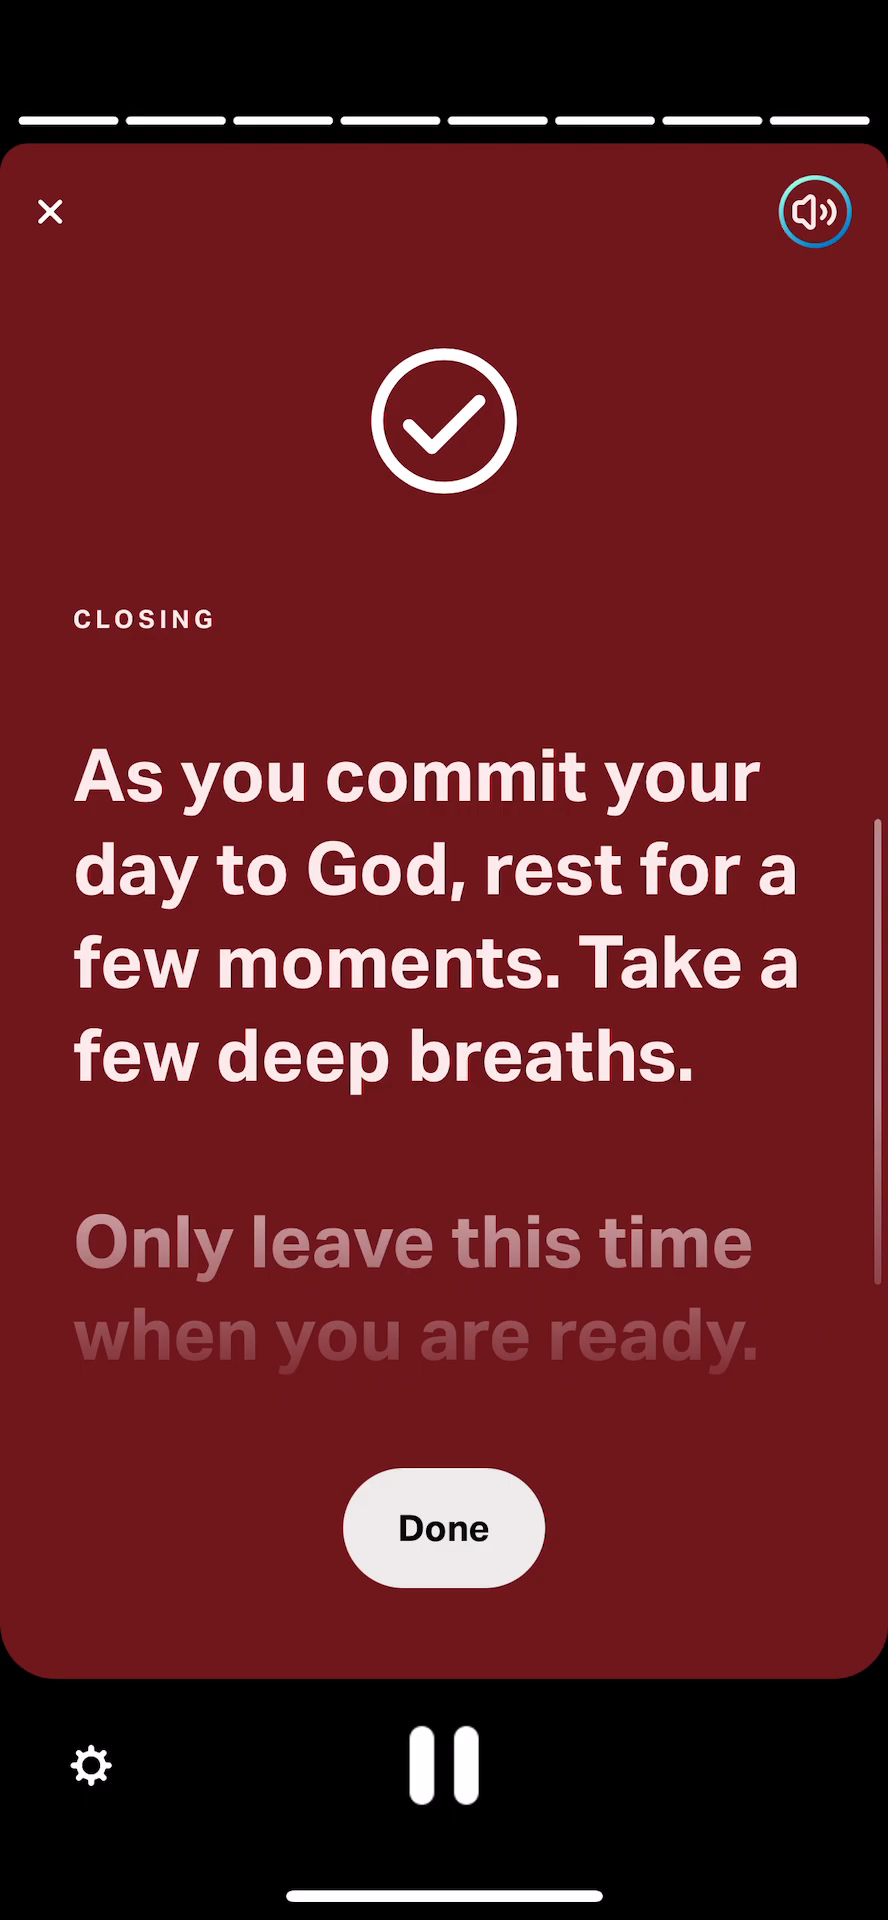 CLOSING
As you commit your
day to God, rest for a
few moments. Take a
few deep breaths.
Only leave this time
when you are ready.
Done